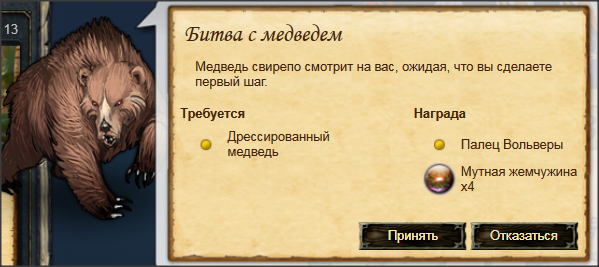 13
Битва с медведем
Медведь свирепо смотрит на вас, ожидая, что вы сделаете
первый шаг.
Требуется
Дрессированный
медведь
Награда
Палец Вольверы
Мутная жемчужина
x4
Принять
Отказаться